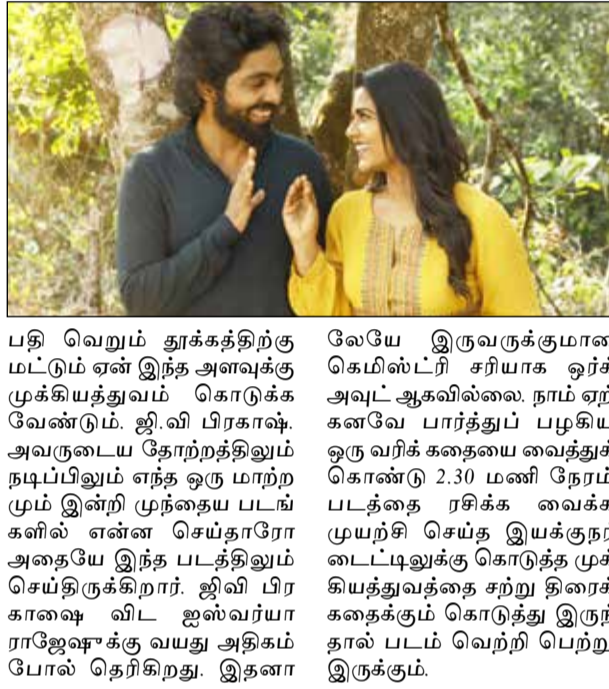 பதி வெறும் தூக்கத்திற்கு
மட்டும் ஏன் இந்த அளவுக்கு
முக்கியத்துவம் கொடுக்க
வேண்டும். ஜி.வி பிரகாஷ்.
அவருடைய தோற்றத்திலும்
நடிப்பிலும் எந்த ஒரு மாற்ற
மும் இன்றி முந்தைய படங்
களில் என்ன செய்தாரோ
அதையே இந்த படத்திலும்
செய்திருக்கிறார். ஜிவி பிர
காஷை விட ஐஸ்வர்யா
ராஜேஷுக்கு வயது அதிகம்
போல் தெரிகிறது. இதனா
லேயே இருவருக்குமான
கெமிஸ்ட்ரி சரியாக ஒர்க்
அவுட் ஆகவில்லை. நாம் ஏற்
கனவே பார்த்துப் பழகிய
ஒரு வரிக் கதையை வைத்துக்
கொண்டு 2.30 மணி நேரம்
படத்தை ரசிக்க வைக்க
முயற்சி செய்த இயக்குநர்
டைட்டிலுக்கு கொடுத்த முக்
கியத்துவத்தை சற்று திரைக்
கதைக்கும் கொடுத்து இருந்
தால் படம் வெற்றி பெற்று
இருக்கும்.